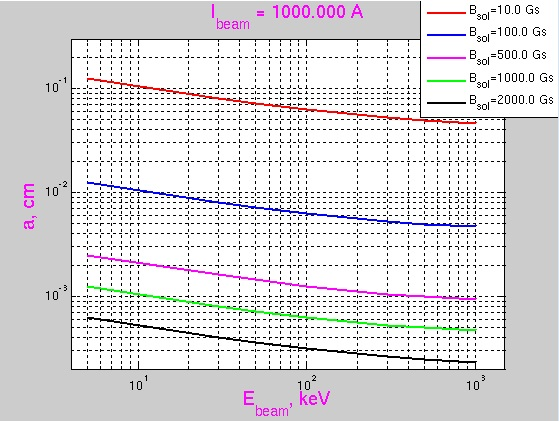 I_beam = 1000.000 A
B_sol=10.0 Gs
B_sol=100.0 Gs
B_sol=500.0 Gs
B_sol=1000.0 Gs
B_sol=2000.0 Gs
a, cm
10^-1
10^-2
10^-3
10^1
10^2
10^3
E_beam, keV